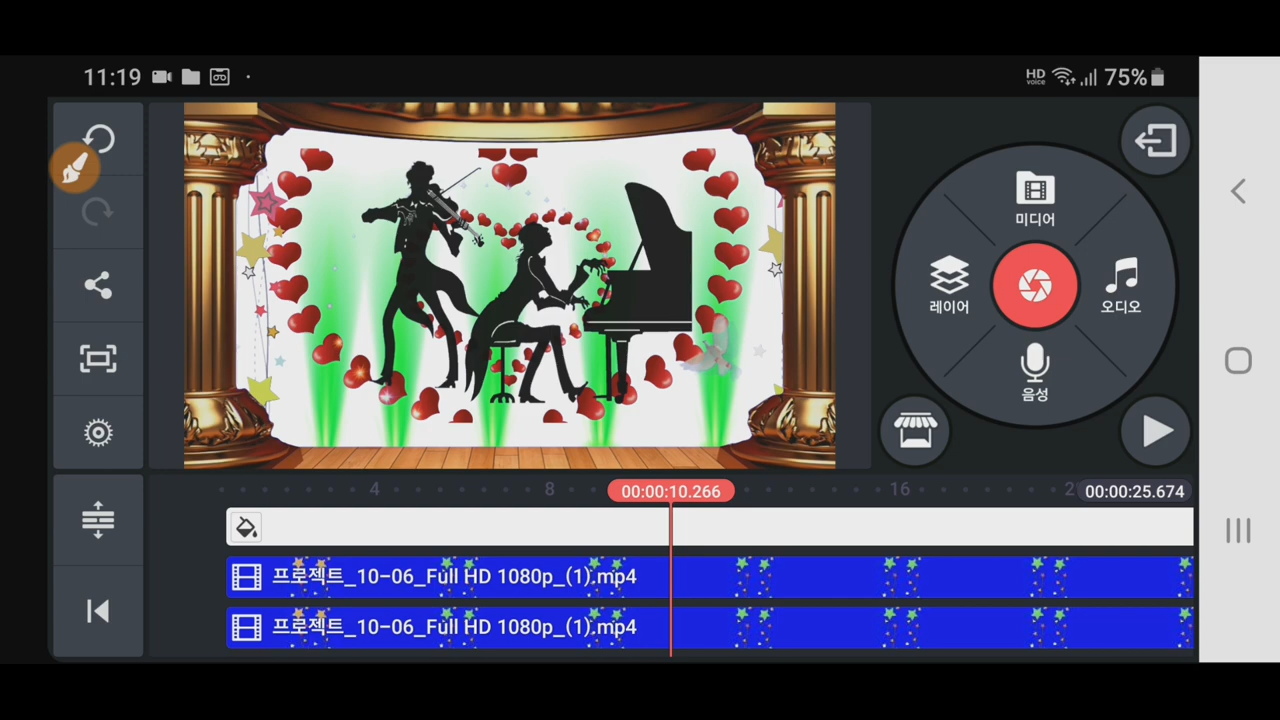 11:19
HD voice 75%
미디어
레이어
오디오
음성
4 8 00:00:10.266 16 00:00:25.674
프로젝트_10-06_Full HD 1080p_(1).mp4
프로젝트_10-06_Full HD 1080p_(1).mp4